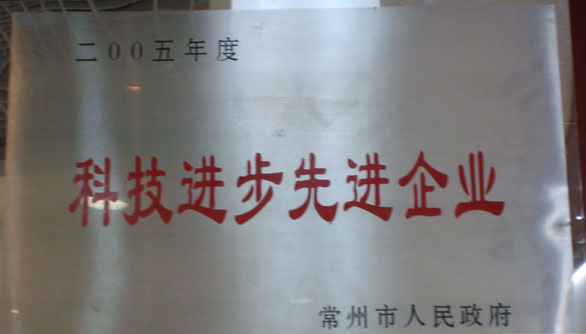 二00五年度
科技进步先进企业
常州市人民政府